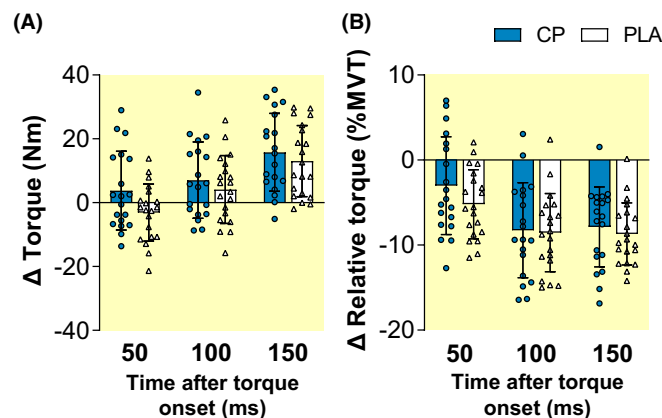 (A)
Δ Torque (Nm)
40
20
0
-20
-40
50 100 150
Time after torque
onset (ms)
(B)
CP PLA
Δ Relative torque (%MVT)
10
0
-10
-20
50 100 150
Time after torque
onset (ms)